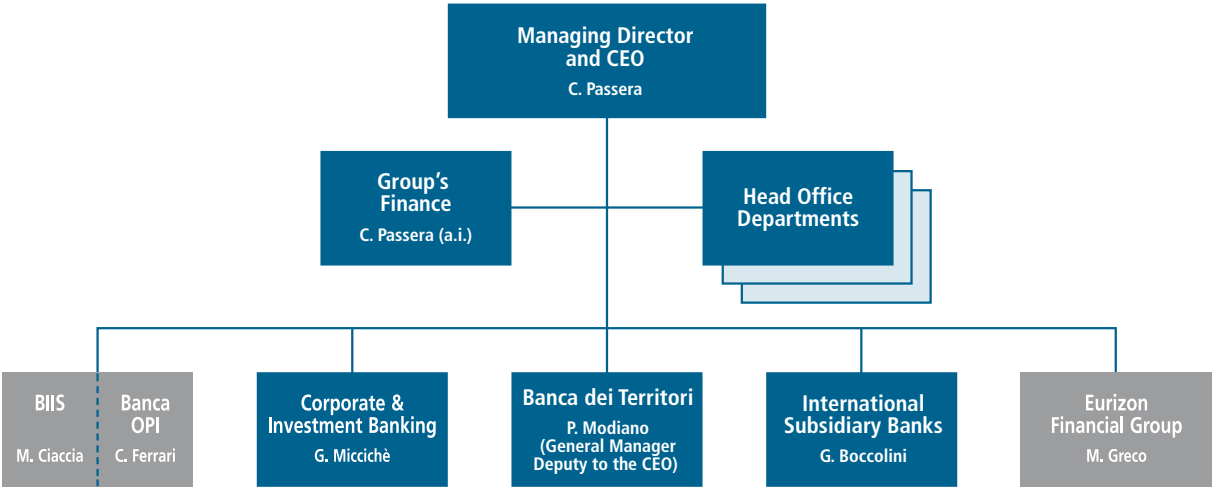 Managing Director
and CEO
C. Passera
Group's
Finance
C. Passera (a.i.)
Head Office
Departments
BIIS
M. Ciaccia
Banca
OPI
C. Ferrari
Corporate &
Investment Banking
G. Miccichè
Banca dei Territori
P. Modiano
(General Manager
Deputy to the CEO)
International
Subsidiary Banks
G. Boccolini
Eurizon
Financial Group
M. Greco